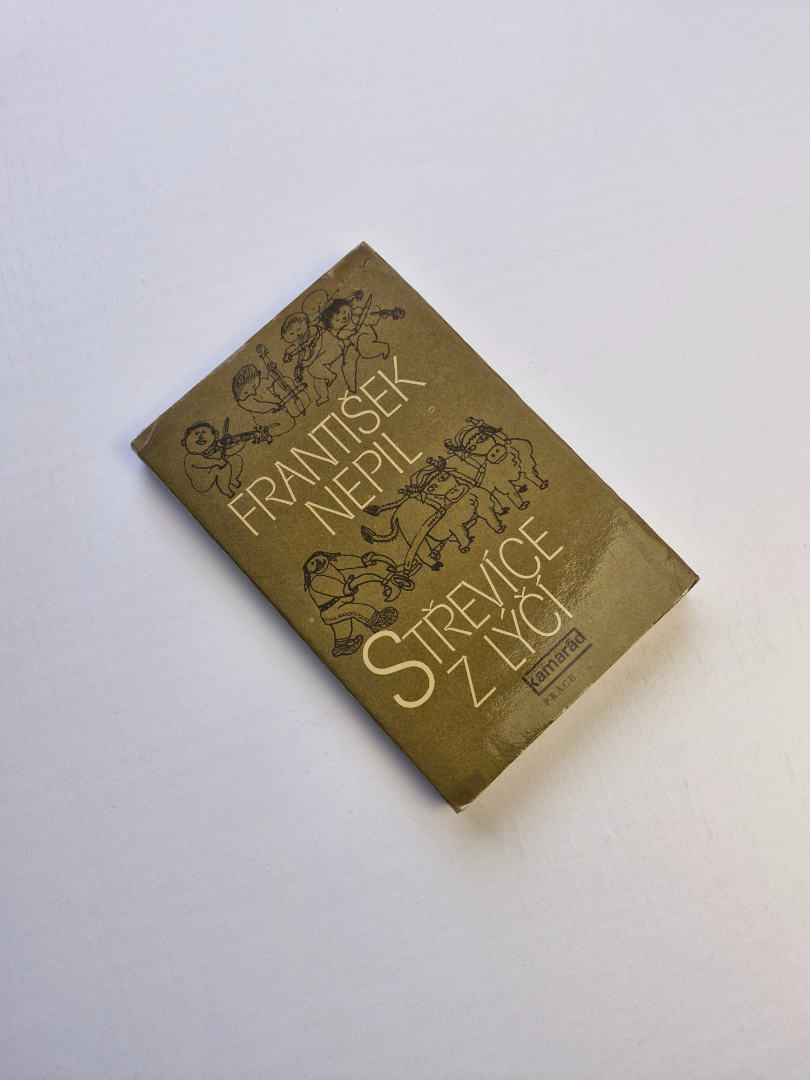 FRANTIŠEK
NEPIL
STŘEVÍCE
Z LÝČÍ
kamarád
PRÁCE